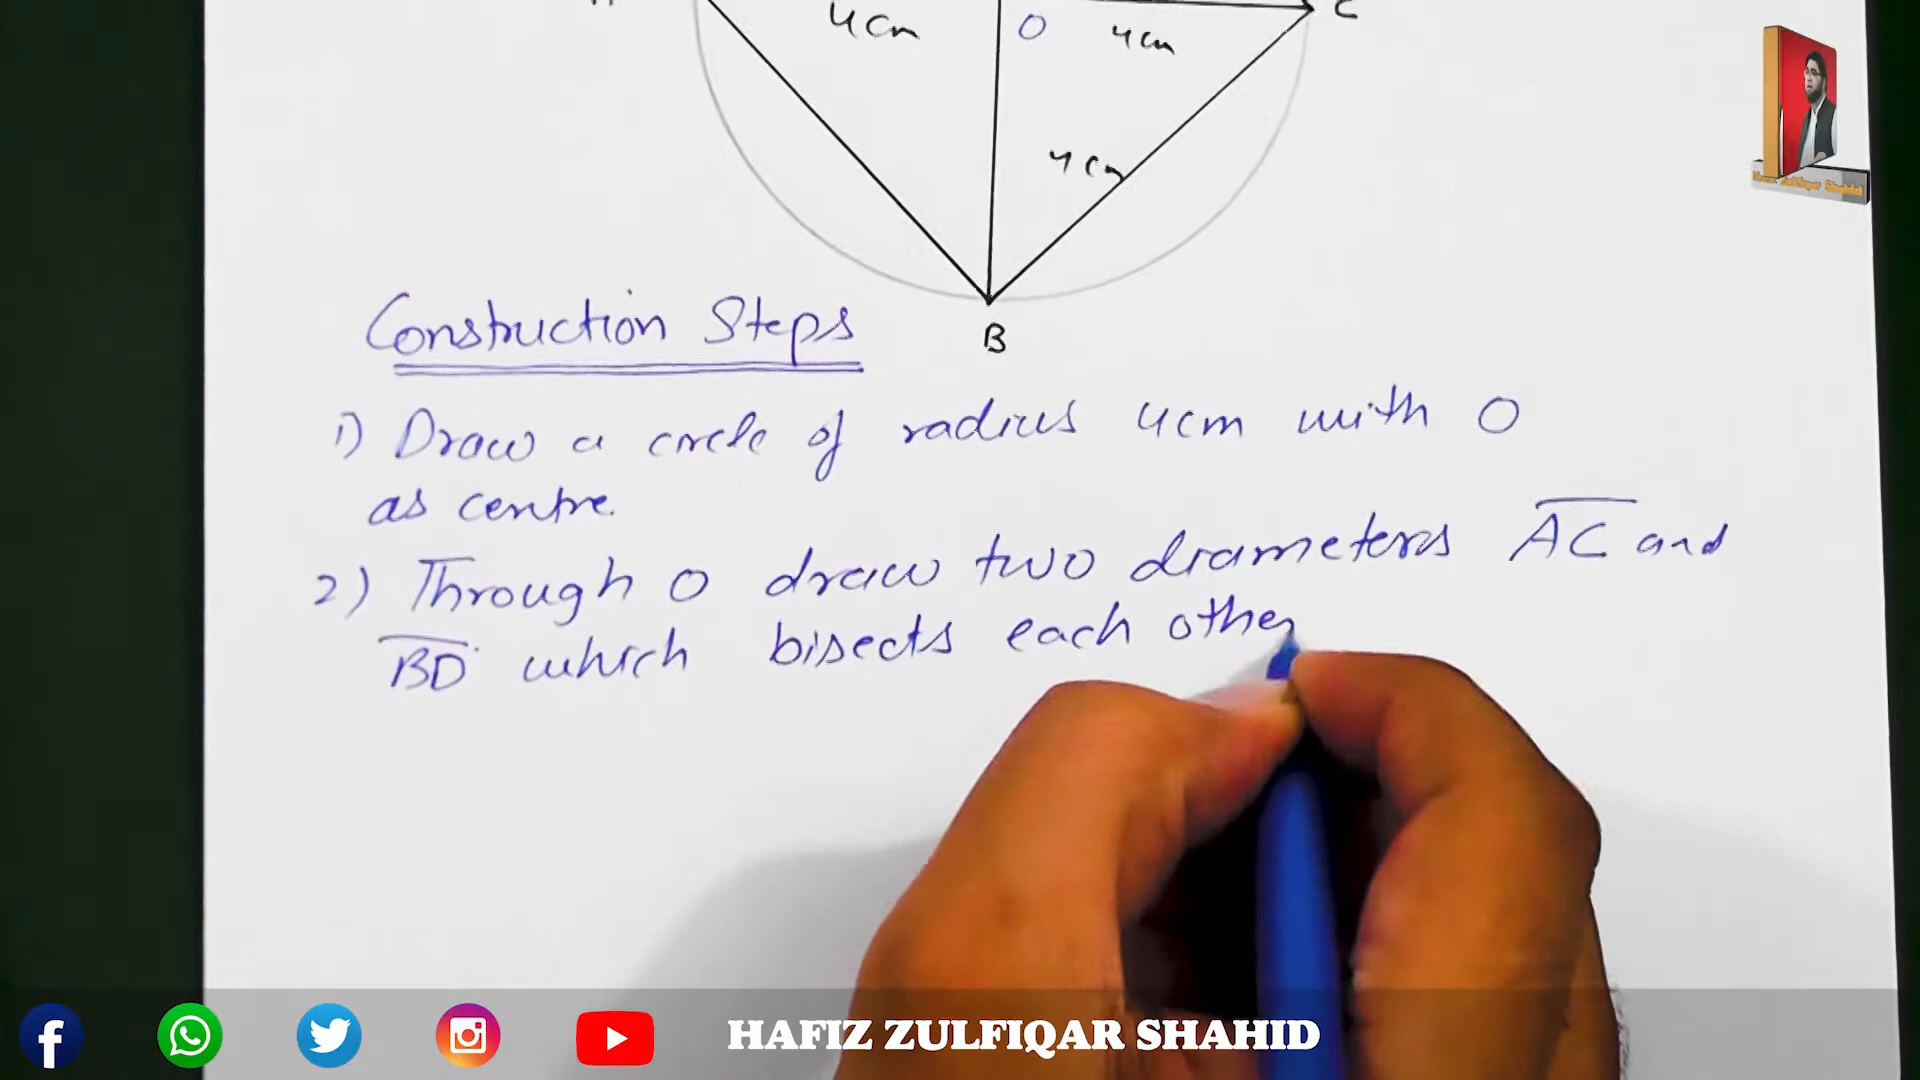 4cm
O
4cm
C
4cm
B
Construction Steps
1) Draw a circle of radius 4cm with O
as centre.
2) Through O draw two diameters AC and
BD which bisects each other
HAFIZ ZULFIQAR SHAHID